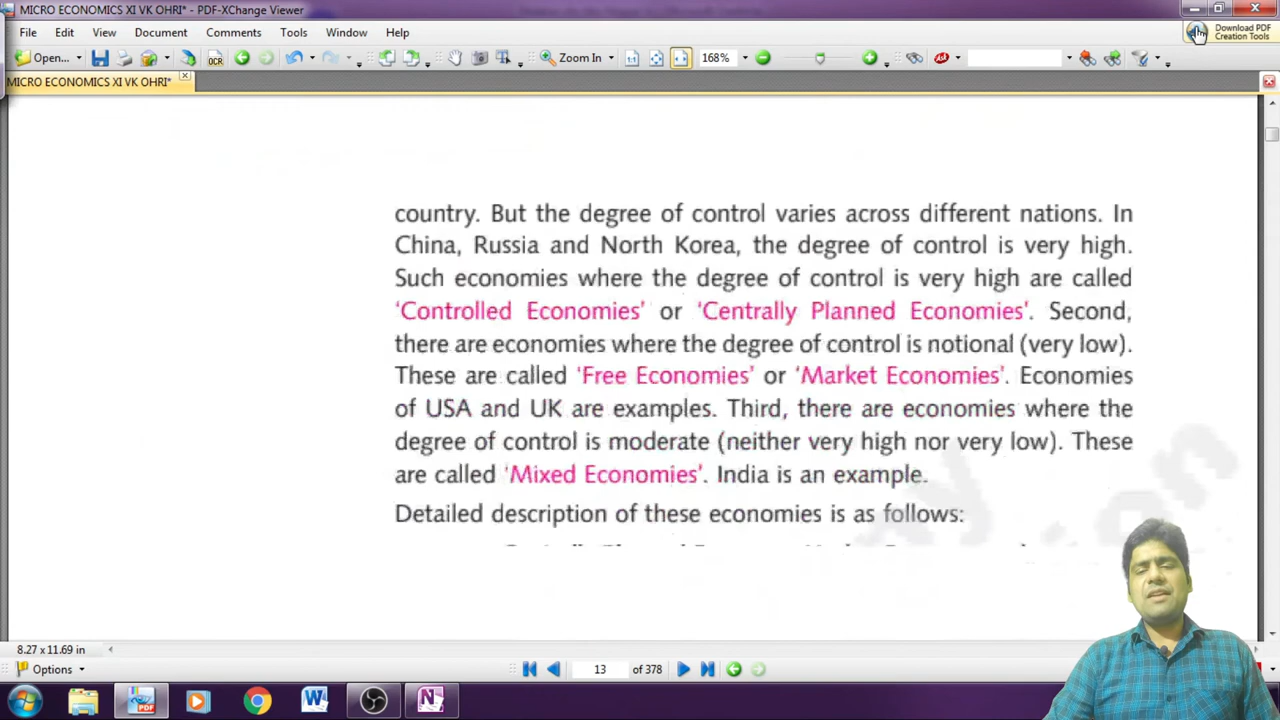 MICRO ECONOMICS XI VK OHRI* - PDF-XChange Viewer
File Edit View Document Comments Tools Window Help
Download PDF
Creation Tools
Open... OCR Zoom In 168%
MICRO ECONOMICS XI VK OHRI*
country. But the degree of control varies across different nations. In
China, Russia and North Korea, the degree of control is very high.
Such economies where the degree of control is very high are called
‘Controlled Economies’ or ‘Centrally Planned Economies’. Second,
there are economies where the degree of control is notional (very low).
These are called ‘Free Economies’ or ‘Market Economies’. Economies
of USA and UK are examples. Third, there are economies where the
degree of control is moderate (neither very high nor very low). These
are called ‘Mixed Economies’. India is an example.
Detailed description of these economies is as follows:
8.27 x 11.69 in
Options 13 of 378